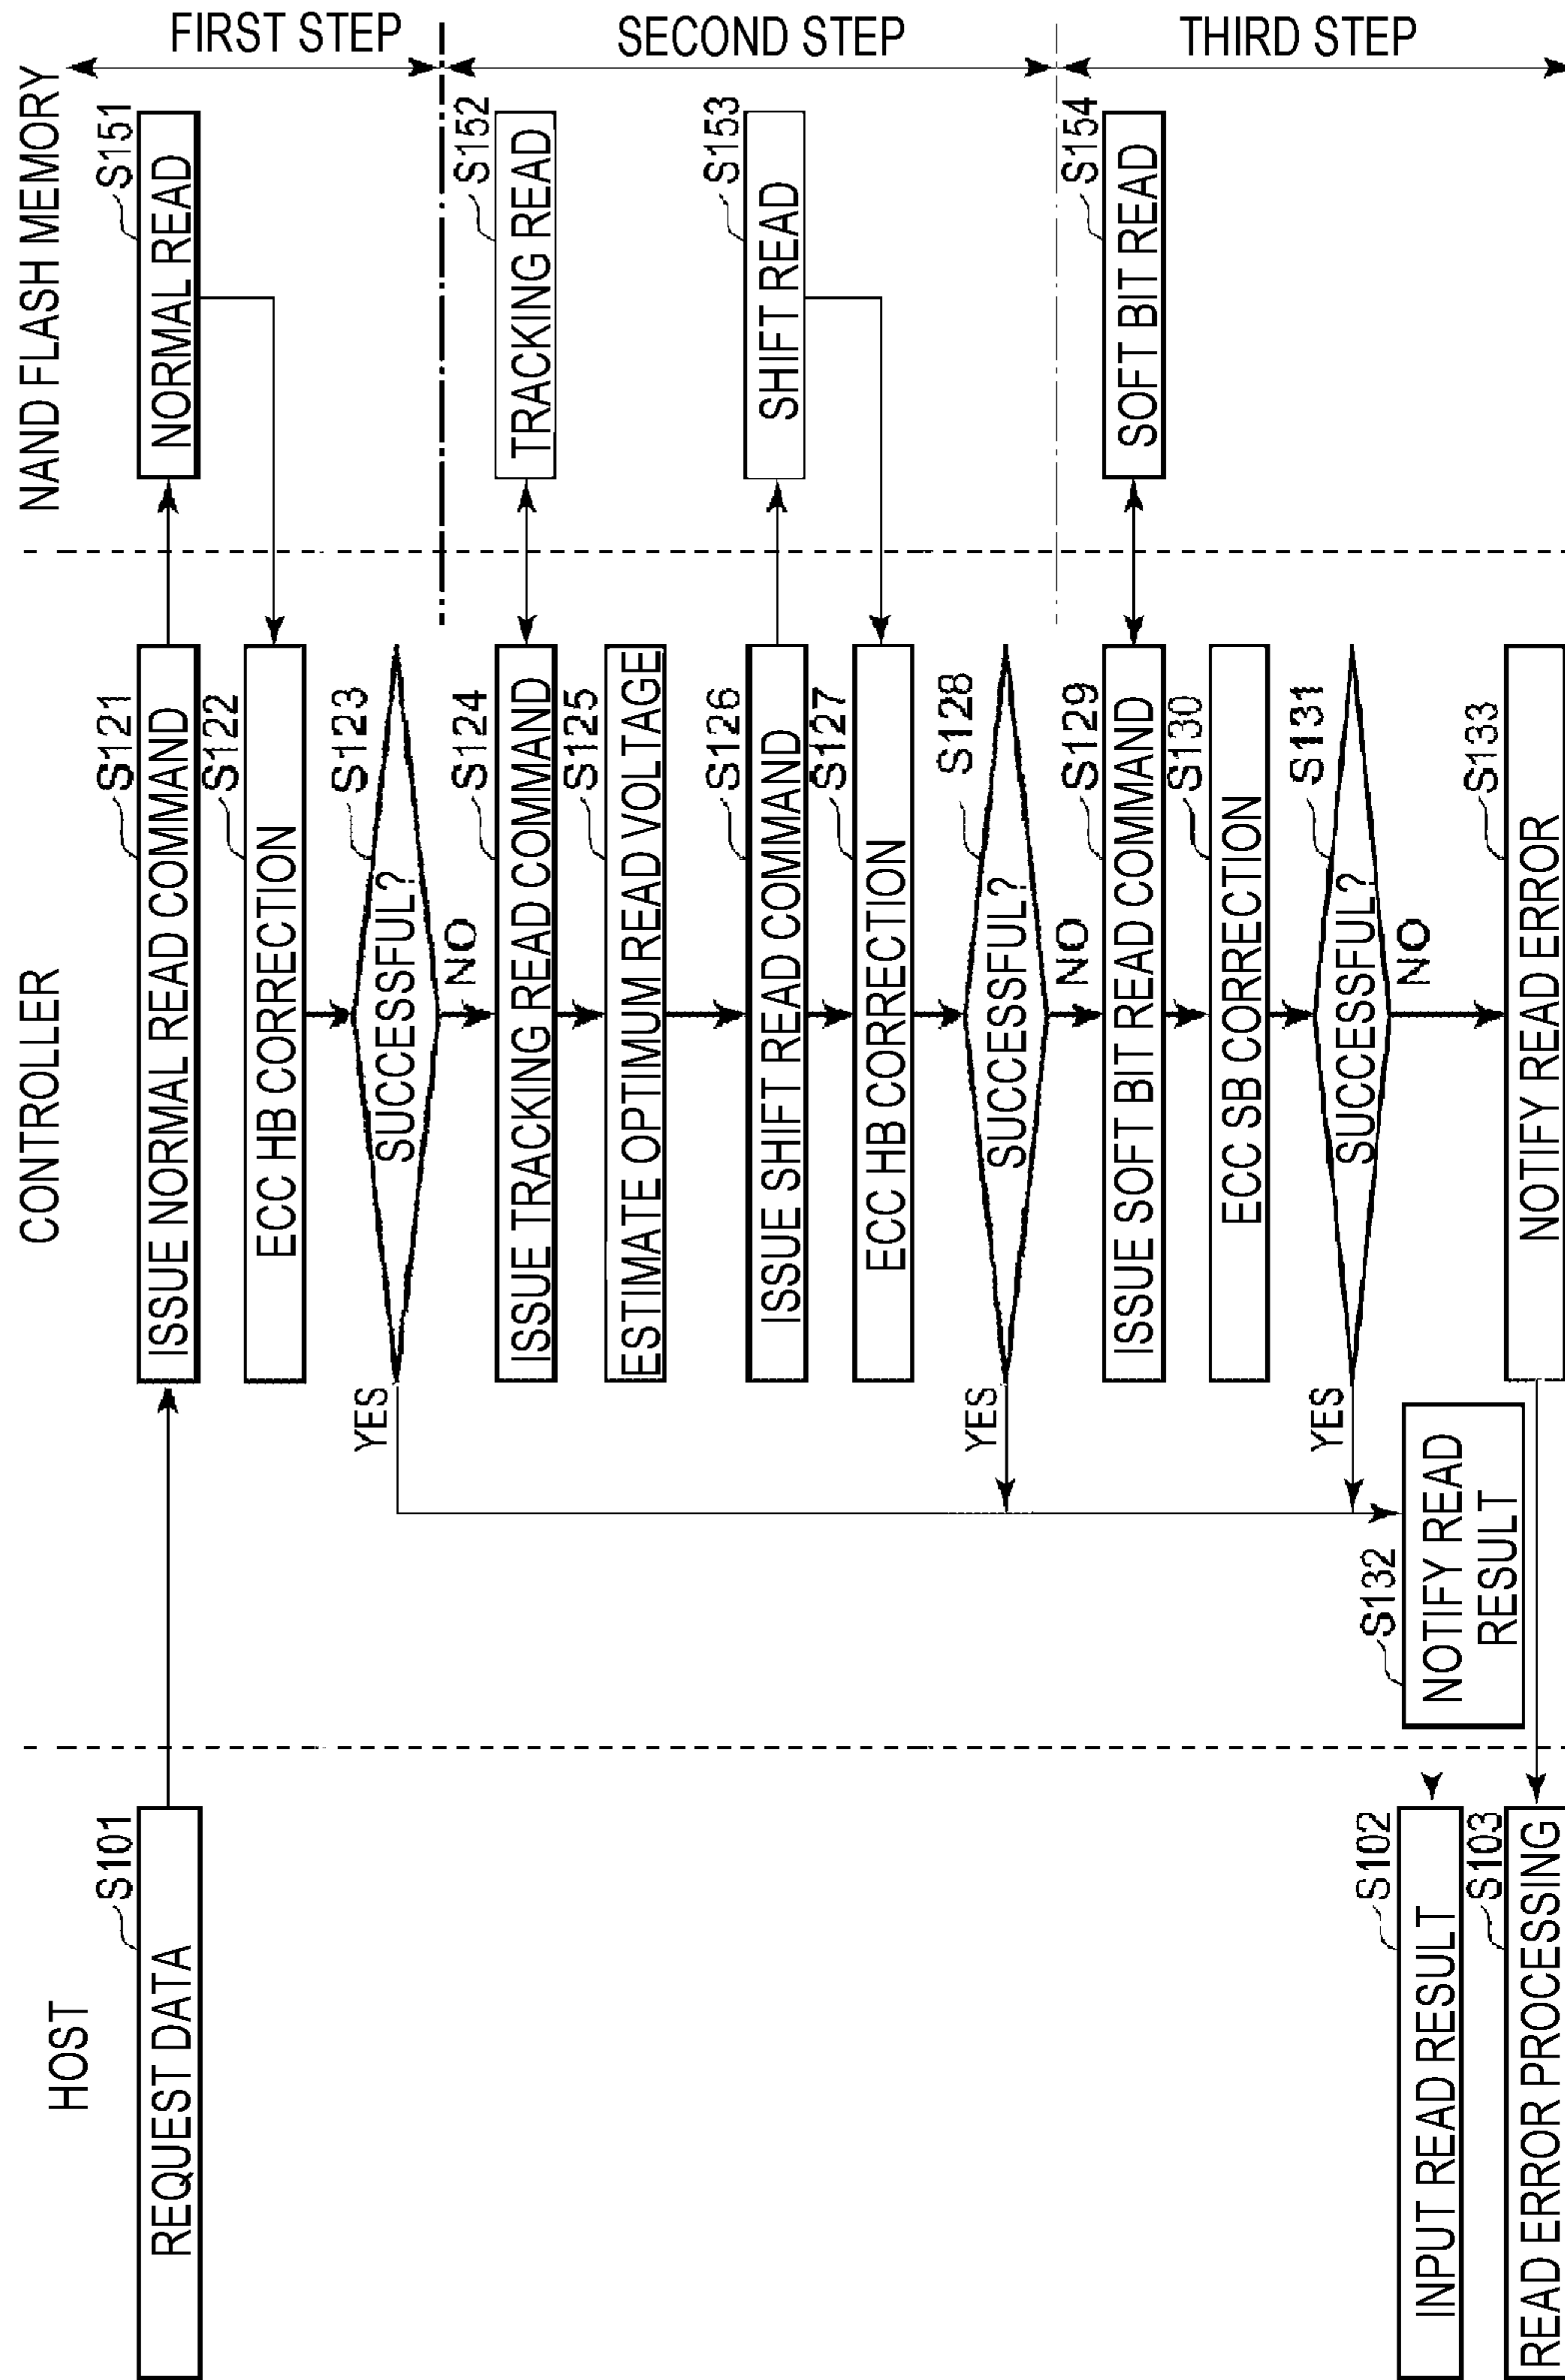 HOST
CONTROLLER
NAND FLASH MEMORY
S101
REQUEST DATA
S121
ISSUE NORMAL READ COMMAND
S151
NORMAL READ
FIRST STEP
S122
ECC HB CORRECTION
S123
SUCCESSFUL?
YES
NO
S124
ISSUE TRACKING READ COMMAND
S152
TRACKING READ
SECOND STEP
S125
ESTIMATE OPTIMUM READ VOLTAGE
S126
ISSUE SHIFT READ COMMAND
S153
SHIFT READ
S127
ECC HB CORRECTION
S128
SUCCESSFUL?
YES
NO
S129
ISSUE SOFT BIT READ COMMAND
S154
SOFT BIT READ
THIRD STEP
S130
ECC SB CORRECTION
S131
SUCCESSFUL?
YES
NO
S102
INPUT READ RESULT
S132
NOTIFY READ
RESULT
S103
READ ERROR PROCESSING
S133
NOTIFY READ ERROR